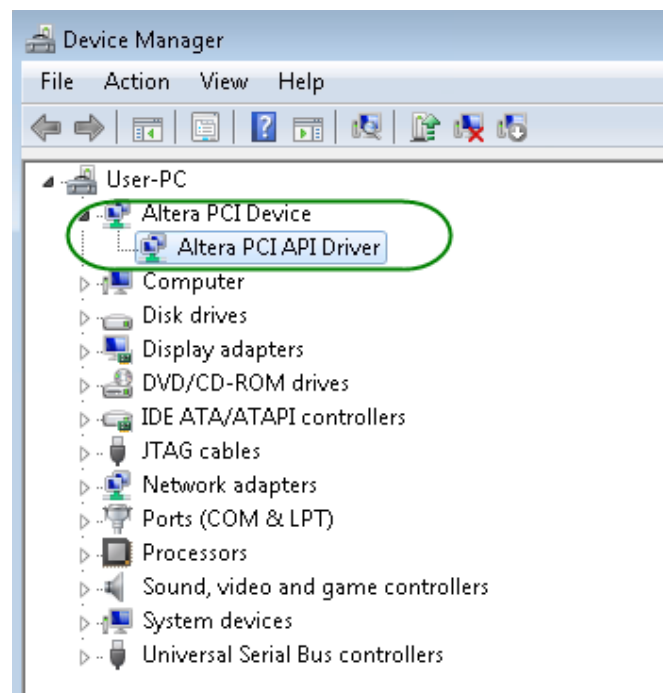 Device Manager
File Action View Help
User-PC
Altera PCI Device
Altera PCI API Driver
Computer
Disk drives
Display adapters
DVD/CD-ROM drives
IDE ATA/ATAPI controllers
JTAG cables
Network adapters
Ports (COM & LPT)
Processors
Sound, video and game controllers
System devices
Universal Serial Bus controllers